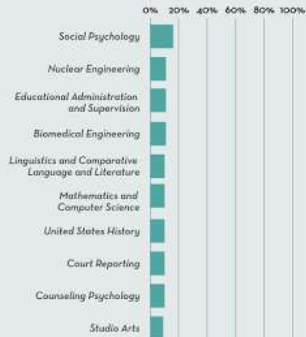 0% 20% 40% 60% 80% 100%
Social Psychology
Nuclear Engineering
Educational Administration
and Supervision
Biomedical Engineering
Linguistics and Comparative
Language and Literature
Mathematics and
Computer Science
United States History
Court Reporting
Counseling Psychology
Studio Arts